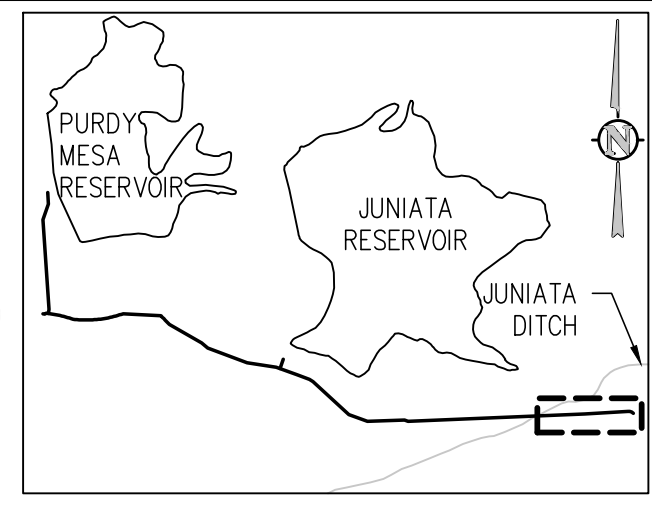 PURDY
MESA
RESERVOIR
JUNIATA
RESERVOIR
JUNIATA
DITCH
N